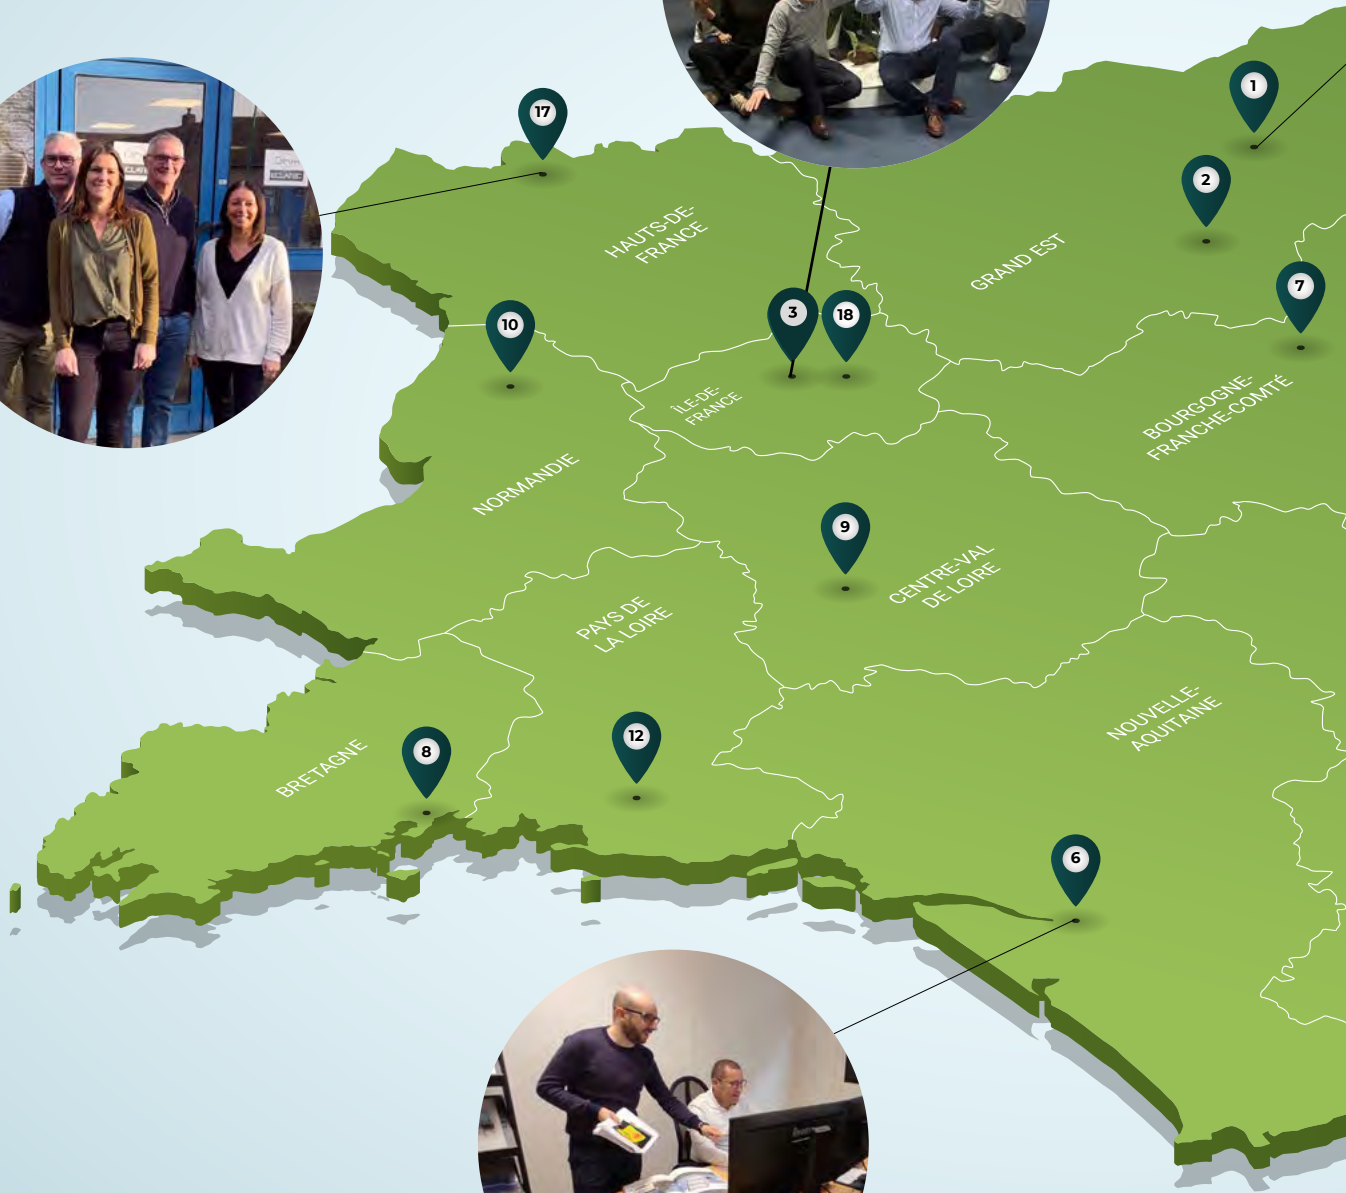 1
17
2
HAUTS-DE-
FRANCE
GRAND EST
7
3
18
10
ÎLE-DE-
FRANCE
BOURGOGNE-
FRANCHE-COMTÉ
NORMANDIE
9
CENTRE-VAL
DE LOIRE
PAYS DE
LA LOIRE
NOUVELLE-
AQUITAINE
BRETAGNE
8
12
6